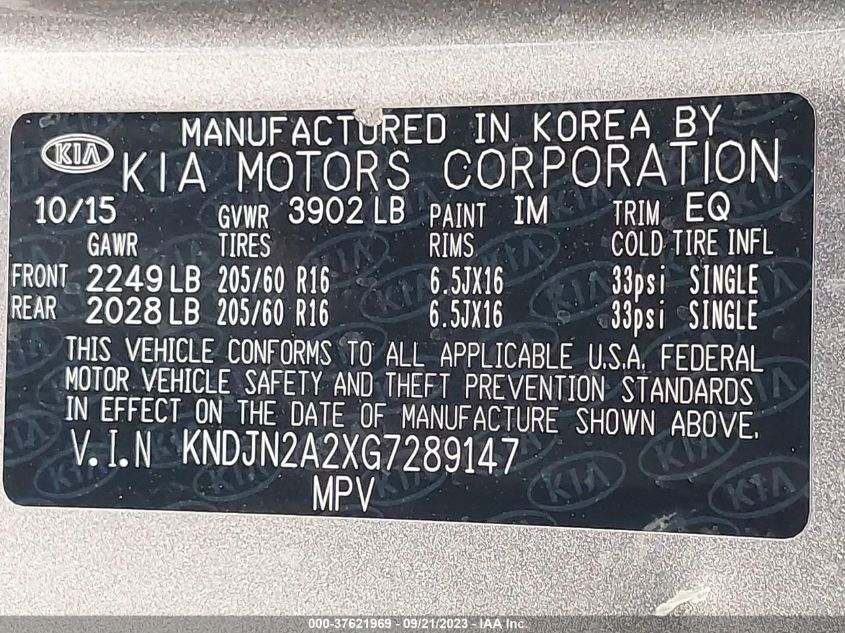 MANUFACTURED IN KOREA BY
KIA KIA MOTORS CORPORATION
10/15 GVWR 3902 LB PAINT IM TRIM EQ
GAWR TIRES RIMS COLD TIRE INFL
FRONT 2249 LB 205/60 R16 6.5JX16 33psi SINGLE
REAR 2028 LB 205/60 R16 6.5JX16 33psi SINGLE
THIS VEHICLE CONFORMS TO ALL APPLICABLE U.S.A. FEDERAL
MOTOR VEHICLE SAFETY AND THEFT PREVENTION STANDARDS
IN EFFECT ON THE DATE OF MANUFACTURE SHOWN ABOVE.
V.I.N KNDJN2A2XG7289147
MPV
000-37621969 - 09/21/2023 - IAA Inc.